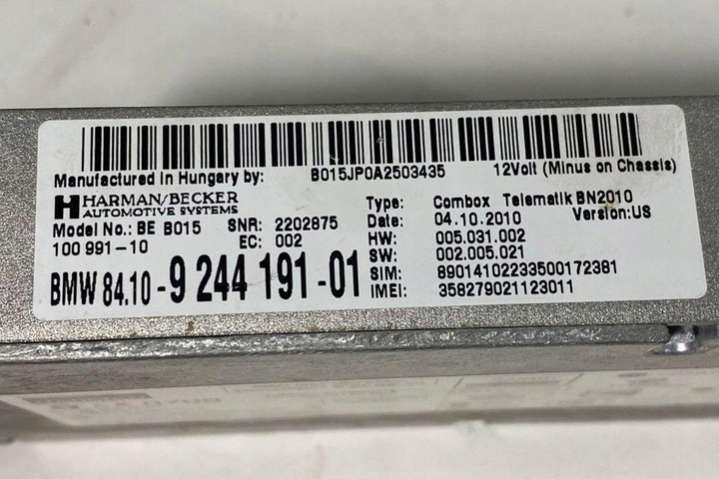 Manufactured in Hungary by: B015JP0A2503435 12Volt (Minus on Chassis)
HARMAN/BECKER
AUTOMOTIVE SYSTEMS
Model No.: BE B015 SNR: 2202875
100 991-10 EC: 002
BMW 84.10 -9 244 191 -01
Type: Combox Telematik BN2010
Date: 04.10.2010 Version:US
HW: 005.031.002
SW: 002.005.021
SIM: 89014102233500172381
IMEI: 358279021123011